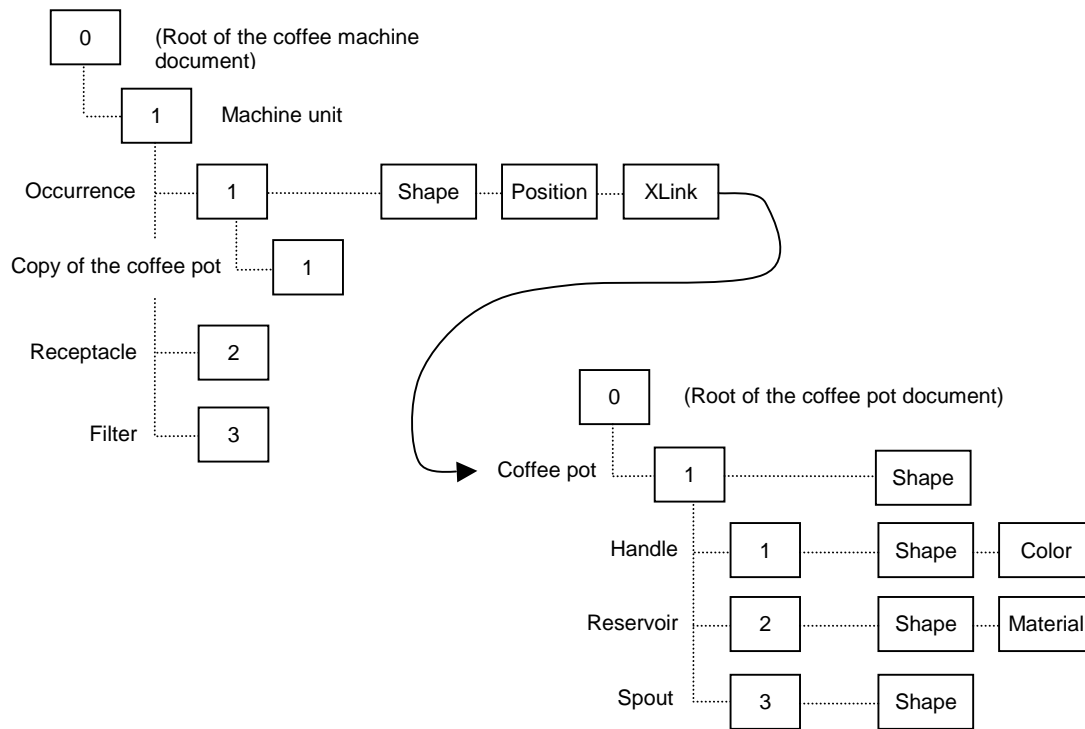 0
(Root of the coffee machine
document)
1
Machine unit
Occurrence
1
Shape
Position
XLink
Copy of the coffee pot
1
Receptacle
2
Filter
3
0
(Root of the coffee pot document)
Coffee pot
1
Shape
Handle
1
Shape
Color
Reservoir
2
Shape
Material
Spout
3
Shape